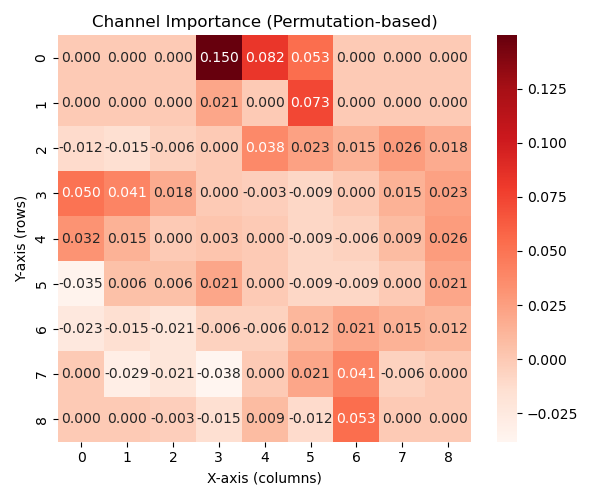 Channel Importance (Permutation-based)
0 0.000 0.000 0.000 0.150 0.082 0.053 0.000 0.000 0.000
1 0.000 0.000 0.000 0.021 0.000 0.073 0.000 0.000 0.000
2 -0.012 -0.015 -0.006 0.000 0.038 0.023 0.015 0.026 0.018
3 0.050 0.041 0.018 0.000 -0.003 -0.009 0.000 0.015 0.023
4 0.032 0.015 0.000 0.003 0.000 -0.009 -0.006 0.009 0.026
5 -0.035 0.006 0.006 0.021 0.000 -0.009 -0.009 0.000 0.021
6 -0.023 -0.015 -0.021 -0.006 -0.006 0.012 0.021 0.015 0.012
7 0.000 -0.029 -0.021 -0.038 0.000 0.021 0.041 -0.006 0.000
8 0.000 0.000 -0.003 -0.015 0.009 -0.012 0.053 0.000 0.000
0 1 2 3 4 5 6 7 8
X-axis (columns)
Y-axis (rows)
0.125
0.100
0.075
0.050
0.025
0.000
−0.025